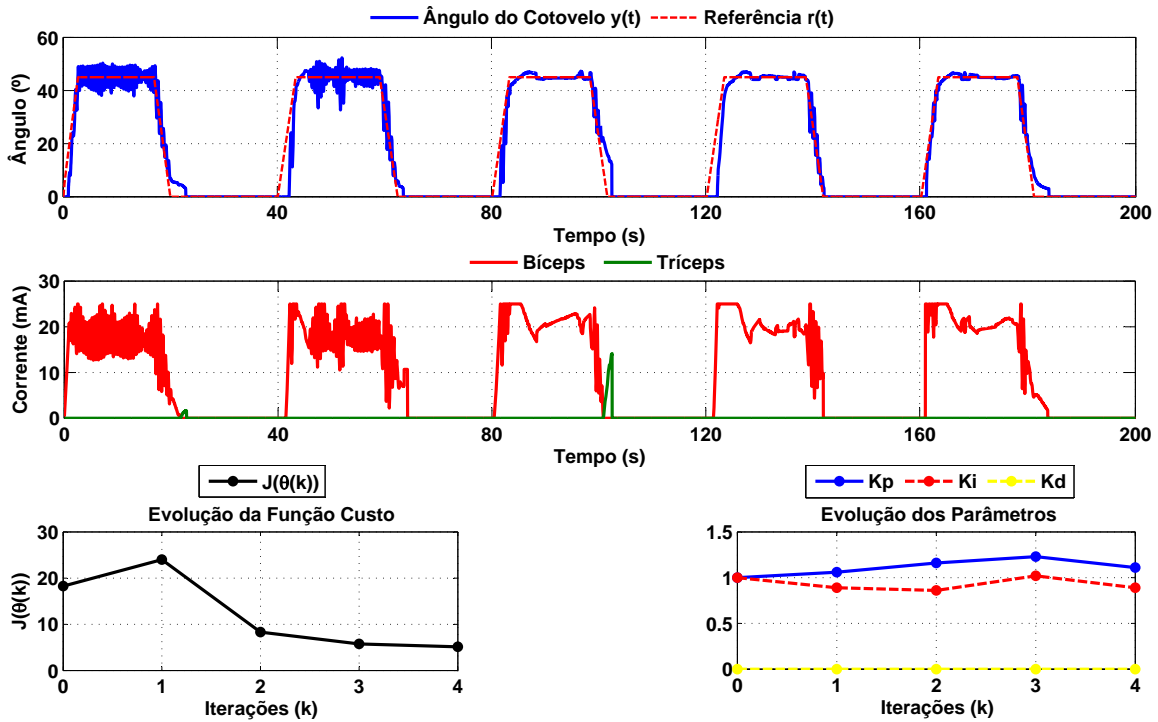 Ângulo do Cotovelo y(t) Referência r(t)
60
40
20
0
Ângulo (º)
0 40 80 120 160 200
Tempo (s)
Bíceps Tríceps
30
20
10
0
Corrente (mA)
0 40 80 120 160 200
Tempo (s)
J(θ(k))
Evolução da Função Custo
30
20
10
0
J(θ(k))
0 1 2 3 4
Iterações (k)
Kp Ki Kd
Evolução dos Parâmetros
1.5
1
0.5
0
0 1 2 3 4
Iterações (k)